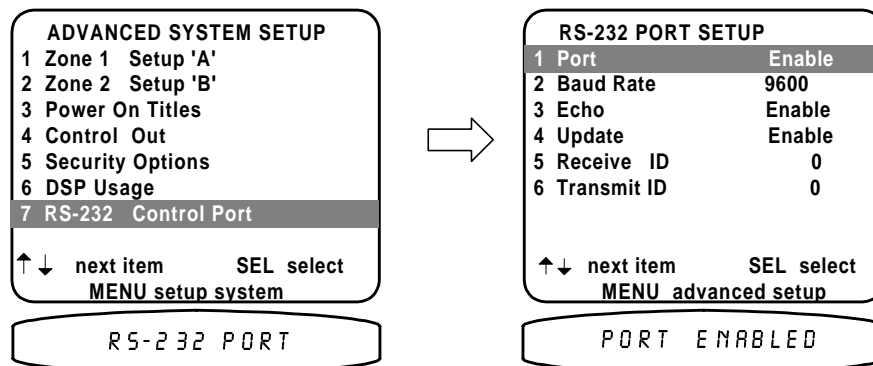 ADVANCED SYSTEM SETUP
1 Zone 1 Setup 'A'
2 Zone 2 Setup 'B'
3 Power On Titles
4 Control Out
5 Security Options
6 DSP Usage
7 RS-232 Control Port
↑↓ next item SEL select
MENU setup system
RS-232 PORT
RS-232 PORT SETUP
1 Port Enable
2 Baud Rate 9600
3 Echo Enable
4 Update Enable
5 Receive ID 0
6 Transmit ID 0
↑↓ next item SEL select
MENU advanced setup
PORT ENABLED